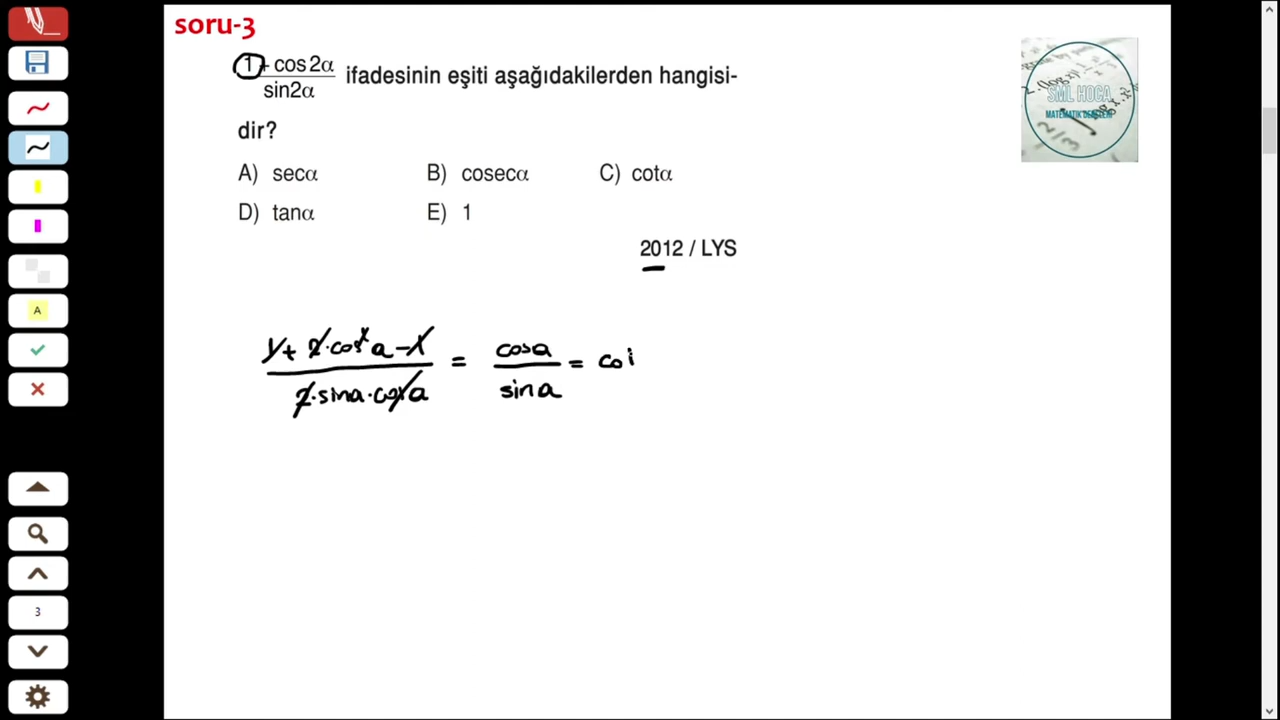 soru-3
1 + cos2α
sin2α
ifadesinin eşiti aşağıdakilerden hangisi-
dir?
A) secα B) cosecα C) cotα
D) tanα E) 1
2012 / LYS
1 + 2·cos²a - 1 = cosa = cot
2·sina·cosa sina
SML HOCA
MATEMATİK DERSLERİ
A
3